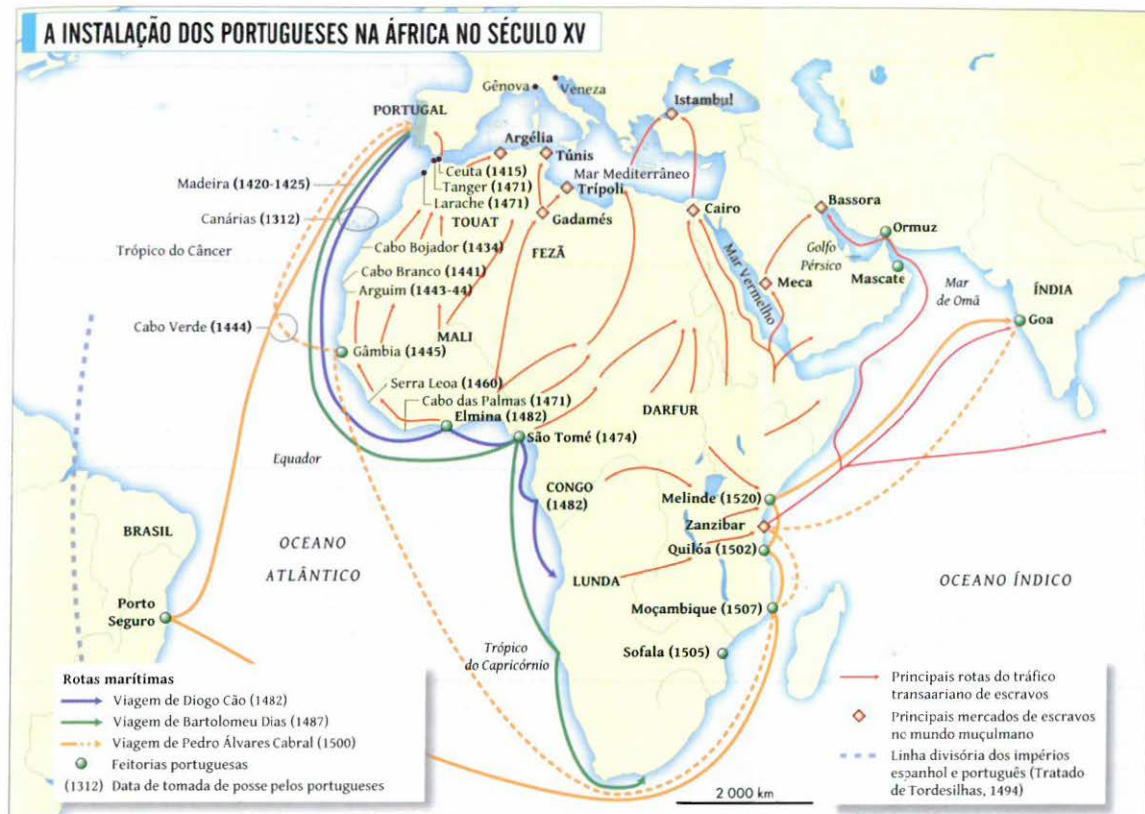 A INSTALAÇÃO DOS PORTUGUESES NA ÁFRICA NO SÉCULO XV
Gênova
Veneza
Istambul
PORTUGAL
Argélia
Túnis
Ceuta (1415)
Mar Mediterrâneo
Madeira (1420-1425)
Tanger (1471)
Trípoli
Larache (1471)
Bassora
Canárias (1312)
TOUAT
Gadamés
Cairo
Ormuz
Trópico do Câncer
Cabo Bojador (1434)
FEZÃ
Golfo
Pérsico
Mar Vermelho
Cabo Branco (1441)
Meca
Mascate
Mar
de Omã
ÍNDIA
Arguim (1443-44)
Goa
Cabo Verde (1444)
MALI
Gâmbia (1445)
Serra Leoa (1460)
Cabo das Palmas (1471)
DARFUR
Elmina (1482)
São Tomé (1474)
Equador
CONGO
(1482)
Melinde (1520)
Zanzibar
BRASIL
OCEANO
ATLÂNTICO
Quilóa (1502)
LUNDA
OCEANO ÍNDICO
Porto
Seguro
Moçambique (1507)
Trópico
do Capricórnio
Sofala (1505)
Rotas marítimas
Viagem de Diogo Cão (1482)
Viagem de Bartolomeu Dias (1487)
Viagem de Pedro Álvares Cabral (1500)
Feitorias portuguesas
(1312) Data de tomada de posse pelos portugueses
2 000 km
Principais rotas do tráfico
transaariano de escravos
Principais mercados de escravos
no mundo muçulmano
Linha divisória dos impérios
espanhol e português (Tratado
de Tordesilhas, 1494)